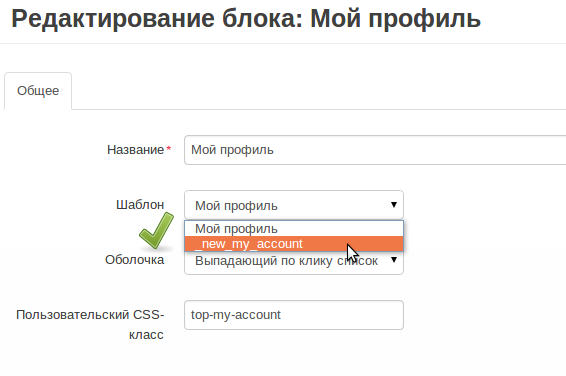 Редактирование блока: Мой профиль
Общее
Название*
Мой профиль
Шаблон
Мой профиль
Мой профиль
_new_my_account
Оболочка
Выпадающий по клику список
Пользовательский CSS-
класс
top-my-account